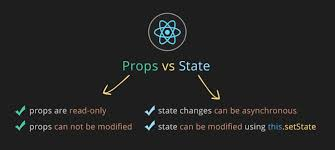 Props vs State
props are read-only
props can not be modified
state changes can be asynchronous
state can be modified using this.setState